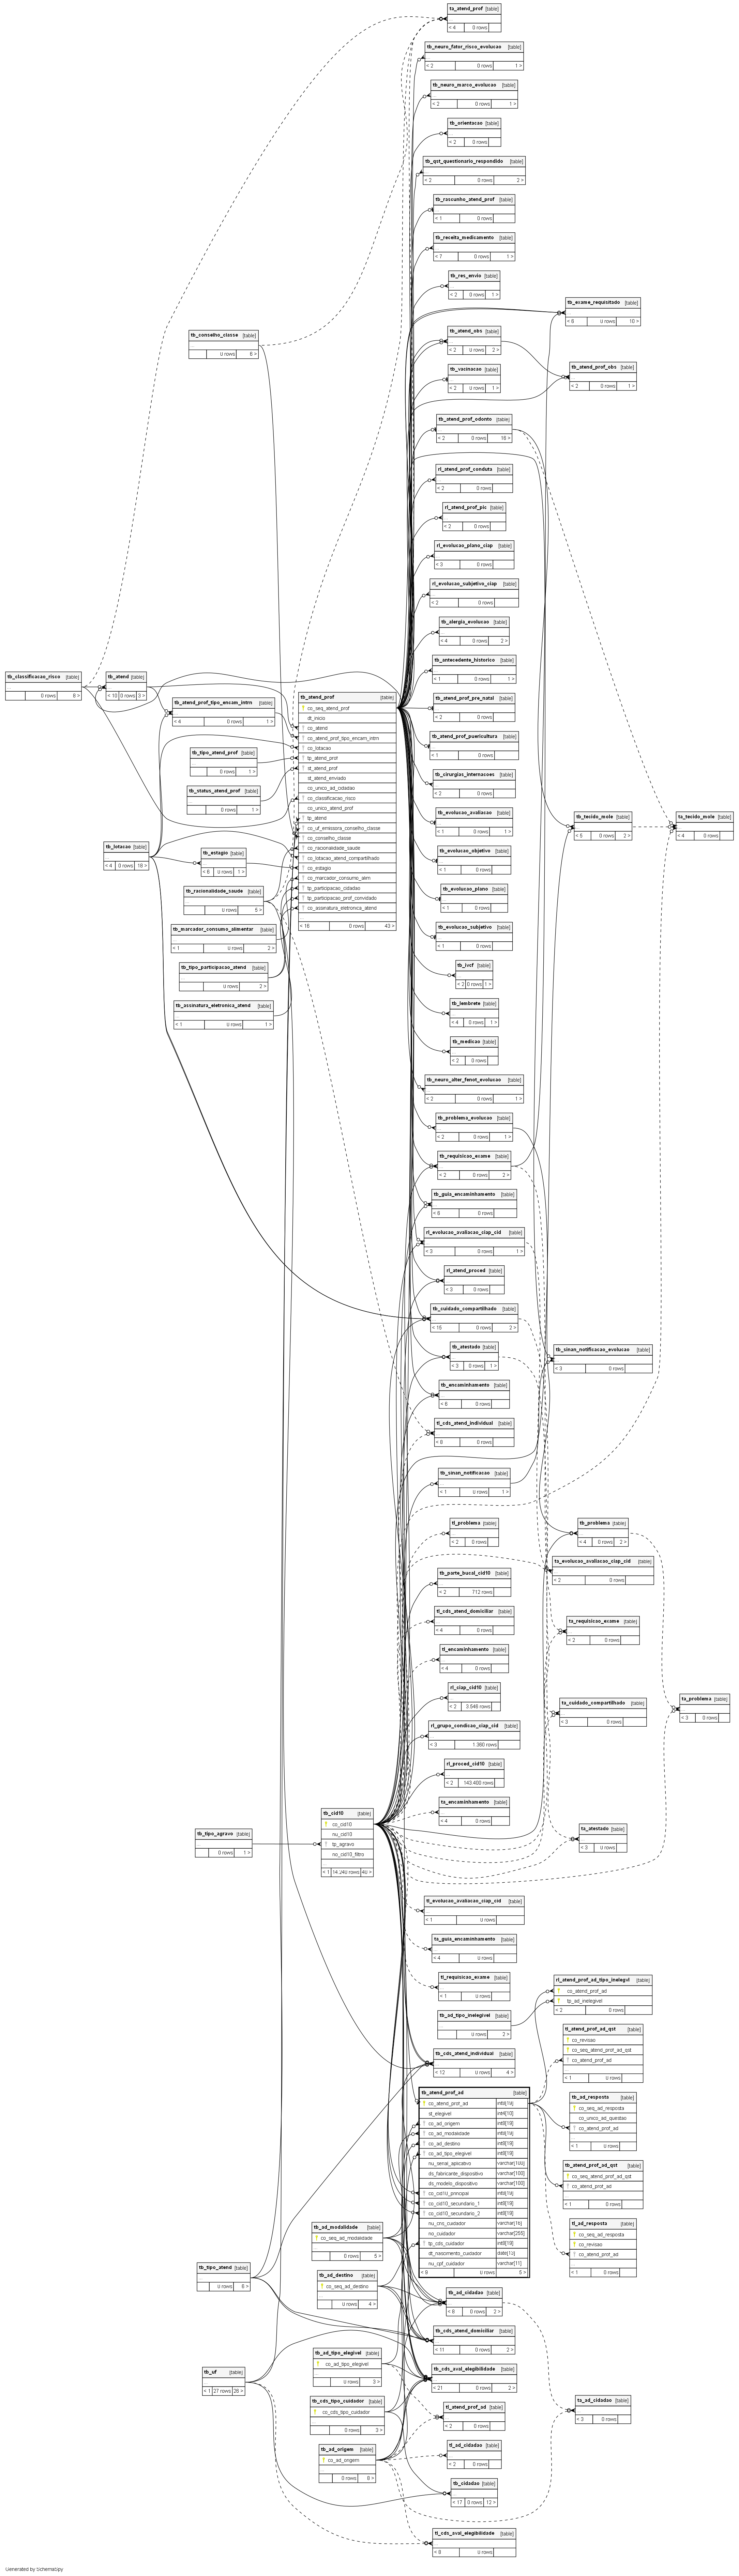 ta_atend_prof [table]
< 4 0 rows
tb_neuro_fator_risco_evolucao [table]
< 2 0 rows 1 >
tb_neuro_marco_evolucao [table]
< 2 0 rows 1 >
tb_orientacao [table]
< 2 0 rows
tb_qst_questionario_respondido [table]
< 2 0 rows 2 >
tb_rassunho_atend_prof [table]
< 1 0 rows
tb_receita_medicamento [table]
< 7 0 rows 1 >
tb_res_envio [table]
< 2 0 rows 1 >
tb_exame_requisitado [table]
< 6 0 rows 10 >
tb_conselho_classe [table]
0 rows 6 >
tb_atend_obs [table]
< 2 0 rows 2 >
tb_vacinacao [table]
< 2 0 rows 1 >
tb_atend_prof_obs [table]
< 2 0 rows 1 >
tb_atend_prof_odonto [table]
< 2 0 rows 16 >
rl_atend_prof_conduta [table]
< 2 0 rows
rl_atend_prof_pic [table]
< 2 0 rows
rl_evolucao_plano_ciap [table]
< 3 0 rows
rl_evolucao_subjetivo_ciap [table]
< 2 0 rows
tb_alergia_evolucao [table]
< 4 0 rows 2 >
tb_antecedente_historico [table]
< 1 0 rows 1 >
tb_classificacao_risco [table]
0 rows 6 >
tb_atend [table]
< 10 0 rows 3 >
tb_atend_prof_tipo_encam_intrn [table]
< 4 0 rows 1 >
tb_tipo_atend_prof [table]
0 rows 1 >
tb_status_atend_prof [table]
0 rows 1 >
tb_lotacao [table]
< 4 0 rows 19 >
tb_estagio [table]
< 6 0 rows 1 >
tb_racionalidade_saude [table]
0 rows 5 >
tb_marcador_consumo_alimentar [table]
< 1 0 rows 2 >
tb_tipo_participacao_atend [table]
0 rows 2 >
tb_assinatura_eletronica_atend [table]
< 1 0 rows 1 >
tb_atend_prof [table]
co_seq_atend_prof
dt_inicio
co_atend
co_atend_prof_tipo_encam_intrn
co_lotacao
tp_atend_prof
st_atend_prof
st_atend_enviado
co_unico_ad_cidadao
co_classificacao_risco
co_unico_atend_prof
tp_atend
co_uf_emissora_conselho_classe
co_conselho_classe
co_racionalidade_saude
co_lotacao_atend_compartilhado
co_estagio
co_marcador_consumo_alim
tp_participacao_cidadao
tp_participacao_prof_convidado
co_assinatura_eletronica_atend
< 16 0 rows 43 >
tb_atend_prof_pre_natal [table]
< 2 0 rows
tb_atend_prof_puericultura [table]
< 1 0 rows
tb_cirurgias_internacoes [table]
< 2 0 rows
tb_evolucao_avaliacao [table]
< 1 0 rows 1 >
tb_tecido_mole [table]
< 5 0 rows 2 >
ta_tecido_mole [table]
< 4 0 rows
tb_evolucao_objetivo [table]
< 1 0 rows
tb_evolucao_plano [table]
< 1 0 rows
tb_evolucao_subjetivo [table]
< 1 0 rows
tb_ivcf [table]
< 2 0 rows 1 >
tb_lembrete [table]
< 4 0 rows 1 >
tb_medicao [table]
< 2 0 rows
tb_neuro_alter_fenot_evolucao [table]
< 2 0 rows 1 >
tb_problema_evolucao [table]
< 2 0 rows 1 >
tb_requisicao_exame [table]
< 2 0 rows 2 >
tb_guia_encaminhamento [table]
< 6 0 rows
rl_evolucao_avaliacao_ciap_cid [table]
< 3 0 rows 1 >
rl_atend_proced [table]
< 3 0 rows
tb_cuidado_compartilhado [table]
< 15 0 rows 2 >
tb_atestado [table]
< 3 0 rows 1 >
tb_sinan_notificacao_evolucao [table]
< 3 0 rows
tb_encaminhamento [table]
< 6 0 rows
tl_cds_atend_individual [table]
< 6 0 rows
tb_sinan_notificacao [table]
< 1 0 rows 1 >
tl_problema [table]
< 2 0 rows
tb_problema [table]
< 4 0 rows 2 >
ta_evolucao_avaliacao_ciap_cid [table]
< 2 0 rows
tb_parte_bucal_cid10 [table]
< 2 712 rows
tl_cds_atend_domiciliar [table]
< 4 0 rows
ta_requisicao_exame [table]
< 2 0 rows
tl_encaminhamento [table]
< 4 0 rows
rl_ciap_cid10 [table]
< 2 3.546 rows
ta_cuidado_compartilhado [table]
< 3 0 rows
ta_problema [table]
< 3 0 rows
rl_grupo_condicao_ciap_cid [table]
< 3 1.360 rows
rl_proced_cid10 [table]
< 2 143.400 rows
ta_encaminhamento [table]
< 4 0 rows
tb_tipo_agravo [table]
0 rows 1 >
tb_cid10 [table]
co_cid10
nu_cid10
tp_agravo
no_cid10_filtro
< 1 14.240 rows 40 >
ta_atestado [table]
< 3 0 rows
tl_evolucao_avaliacao_ciap_cid [table]
< 1 0 rows
ta_guia_encaminhamento [table]
< 4 0 rows
tl_requisicao_exame [table]
< 1 0 rows
tb_ad_tipo_inelegivel [table]
0 rows 2 >
rl_atend_prof_ad_tipo_inelegvl [table]
co_atend_prof_ad
tp_ad_inelegivel
< 2 0 rows
tb_cds_atend_individual [table]
< 12 0 rows 4 >
tl_atend_prof_ad_qst [table]
co_revisao
co_seq_atend_prof_ad_qst
co_atend_prof_ad
< 1 0 rows
tb_ad_resposta [table]
co_seq_ad_resposta
co_unico_ad_questao
co_atend_prof_ad
< 1 0 rows
tb_atend_prof_ad_qst [table]
co_seq_atend_prof_ad_qst
co_atend_prof_ad
< 1 0 rows
tl_ad_resposta [table]
co_seq_ad_resposta
co_revisao
co_atend_prof_ad
< 1 0 rows
tb_atend_prof_ad [table]
co_atend_prof_ad int8[19]
st_elegivel int4[10]
co_ad_origem int8[19]
co_ad_modalidade int8[19]
co_ad_destino int8[19]
co_ad_tipo_elegivel int8[19]
nu_serial_aplicativo varchar[100]
ds_fabricante_dispositivo varchar[100]
ds_modelo_dispositivo varchar[100]
co_cid10_principal int8[19]
co_cid10_secundario_1 int8[19]
co_cid10_secundario_2 int8[19]
nu_cns_cuidador varchar[15]
no_cuidador varchar[255]
tp_cds_cuidador int8[19]
dt_nascimento_cuidador date[13]
nu_cpf_cuidador varchar[11]
< 9 0 rows 5 >
tb_ad_modalidade [table]
co_seq_ad_modalidade
0 rows 5 >
tb_tipo_atend [table]
0 rows 6 >
tb_ad_destino [table]
co_seq_ad_destino
0 rows 4 >
tb_ad_cidadao [table]
< 8 0 rows 2 >
tb_cds_atend_domiciliar [table]
< 11 0 rows 2 >
tb_uf [table]
< 1 27 rows 26 >
tb_ad_tipo_elegivel [table]
co_ad_tipo_elegivel
0 rows 3 >
tb_cds_aval_elegibilidade [table]
< 21 0 rows 2 >
tb_cds_tipo_cuidador [table]
co_cds_tipo_cuidador
0 rows 3 >
tl_atend_prof_ad [table]
< 2 0 rows
ta_ad_cidadao [table]
< 3 0 rows
tb_ad_origem [table]
co_ad_origem
0 rows 6 >
tl_ad_cidadao [table]
< 2 0 rows
tb_cidadao [table]
< 17 0 rows 12 >
tl_cds_aval_elegibilidade [table]
< 8 0 rows
Generated by SchemaSpy